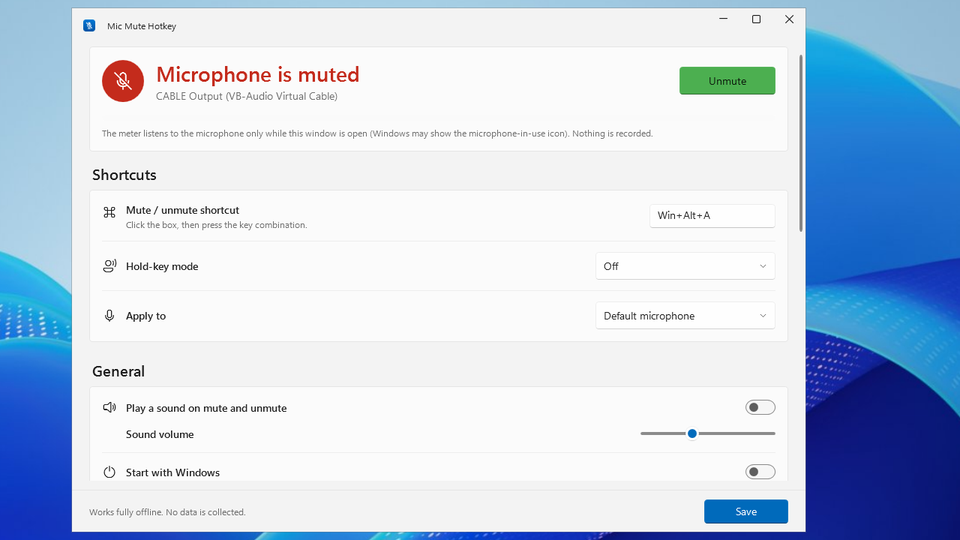 Mic Mute Hotkey
Microphone is muted
CABLE Output (VB-Audio Virtual Cable)
Unmute
The meter listens to the microphone only while this window is open (Windows may show the microphone-in-use icon). Nothing is recorded.
Shortcuts
Mute / unmute shortcut
Click the box, then press the key combination.
Win+Alt+A
Hold-key mode
Off
Apply to
Default microphone
General
Play a sound on mute and unmute
Sound volume
Start with Windows
Works fully offline. No data is collected.
Save